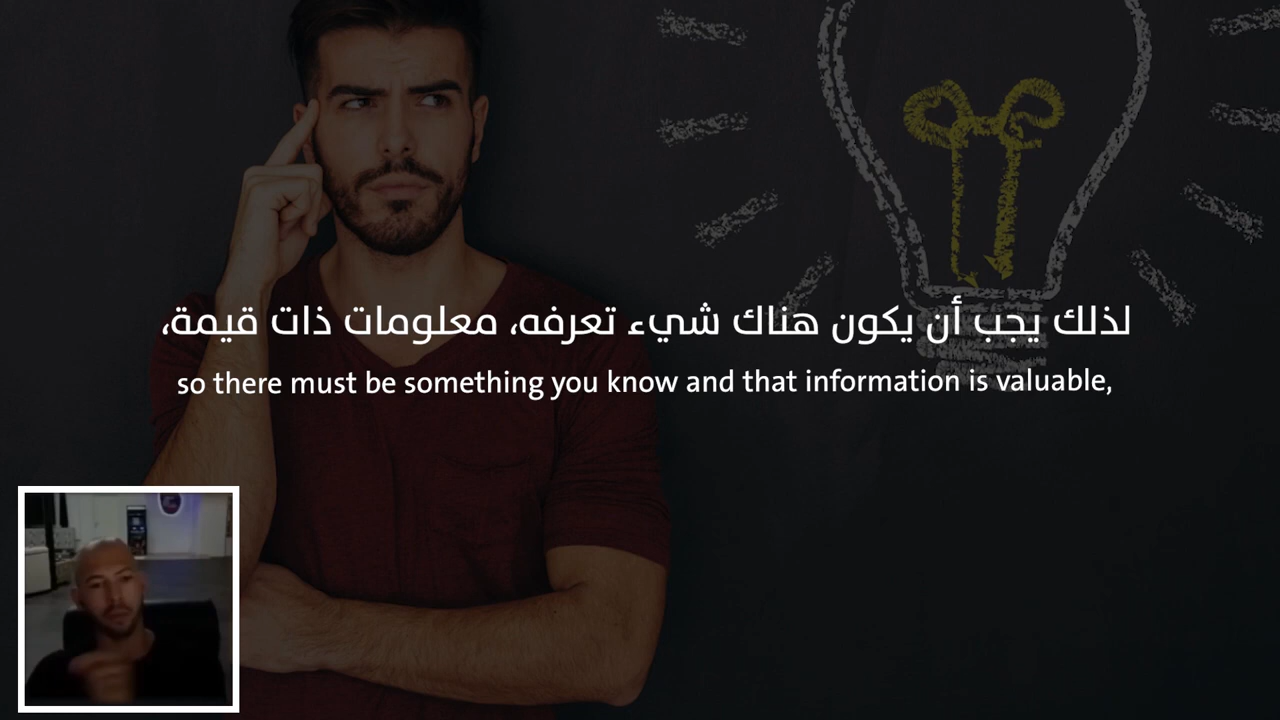 لذلك يجب أن يكون هناك شيء تعرفه، معلومات ذات قيمة،
so there must be something you know and that information is valuable,